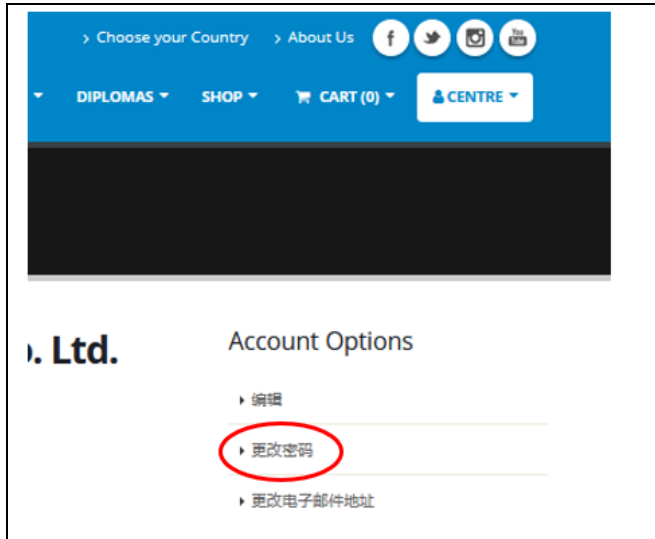 Choose your Country About Us
DIPLOMAS SHOP CART (0) CENTRE
. Ltd.
Account Options
编辑
更改密码
更改电子邮件地址